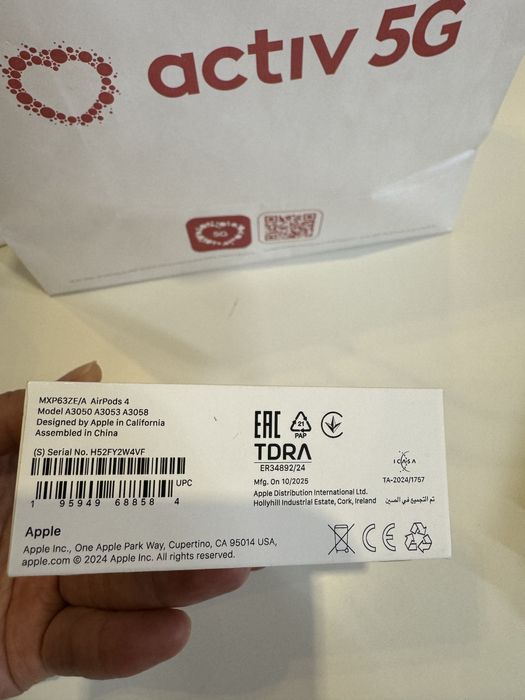 activ 5G
5G
MXP63ZE/A AirPods 4
Model A3050 A3053 A3058
Designed by Apple in California
Assembled in China
(S) Serial No. H52FY2W4VF
UPC
1 95949 68858 4
EAC
21
PAP
TDRA
ER34892/24
Mfg. On 10/2025
Apple Distribution International Ltd.
Hollyhill Industrial Estate, Cork, Ireland
ICASA
TA-2024/1757
تم التجميع في الصين
Apple
Apple Inc., One Apple Park Way, Cupertino, CA 95014 USA,
apple.com © 2024 Apple Inc. All rights reserved.
CE